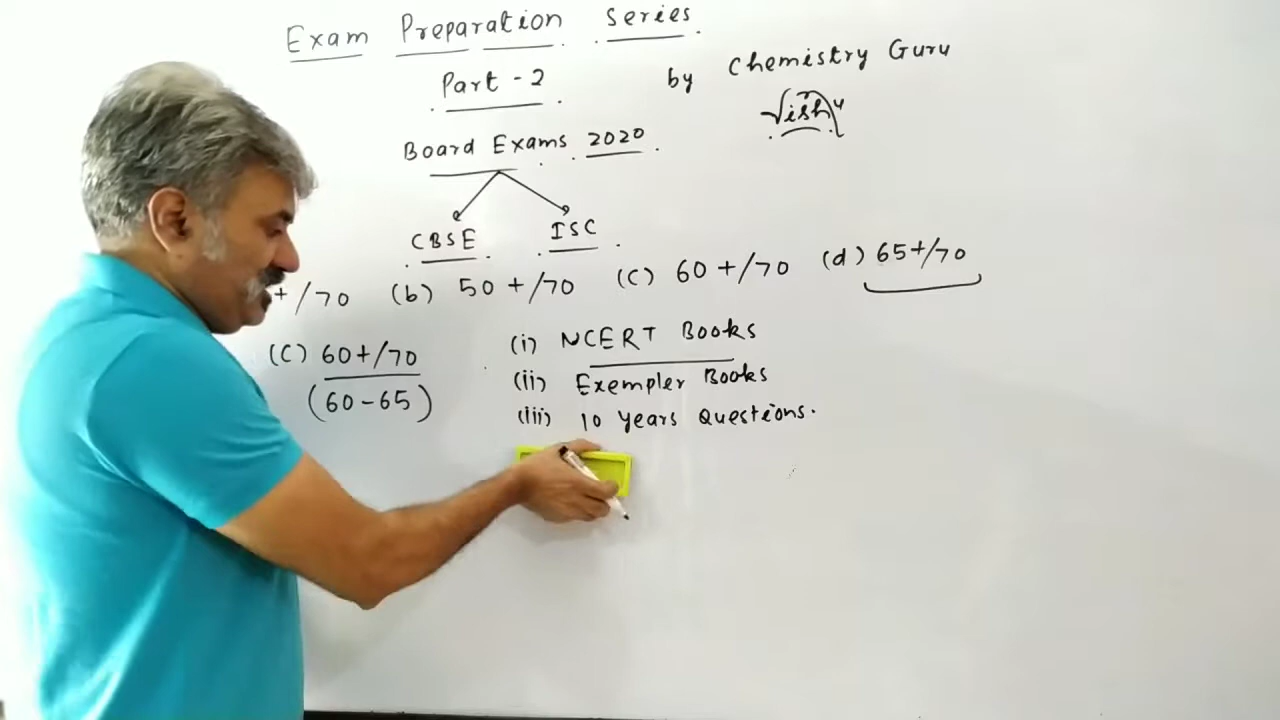 Exam Preparation Series
Part - 2 by Chemistry Guru
Vishy
Board Exams 2020
CBSE ISC
+/70 (b) 50+/70 (c) 60+/70 (d) 65+/70
(c) 60+/70 (i) NCERT Books
(60-65) (ii) Exempler Books
(iii) 10 years Questions.